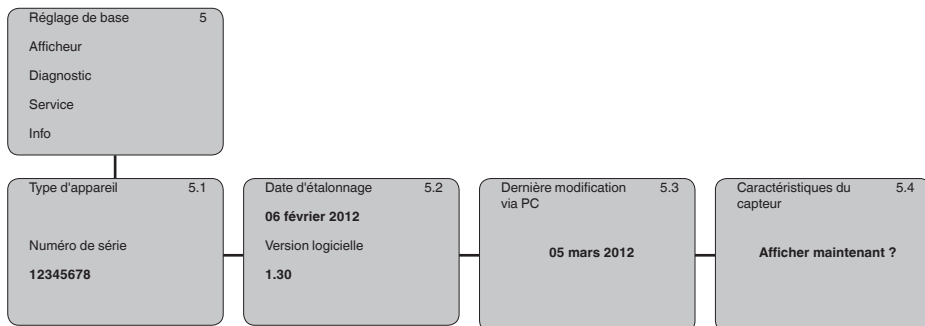 Réglage de base 5
Afficheur
Diagnostic
Service
Info
Type d'appareil 5.1
Numéro de série
12345678
Date d'étalonnage 5.2
06 février 2012
Version logicielle
1.30
Dernière modification 5.3
via PC
05 mars 2012
Caractéristiques du 5.4
capteur
Afficher maintenant ?